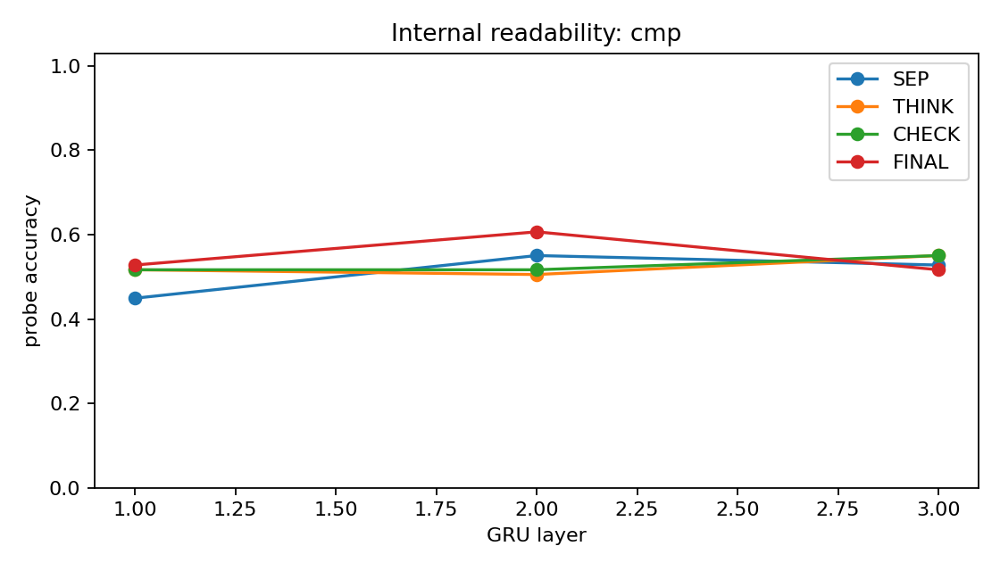 Internal readability: cmp
SEP
THINK
CHECK
FINAL
probe accuracy
1.0
0.8
0.6
0.4
0.2
0.0
1.00 1.25 1.50 1.75 2.00 2.25 2.50 2.75 3.00
GRU layer